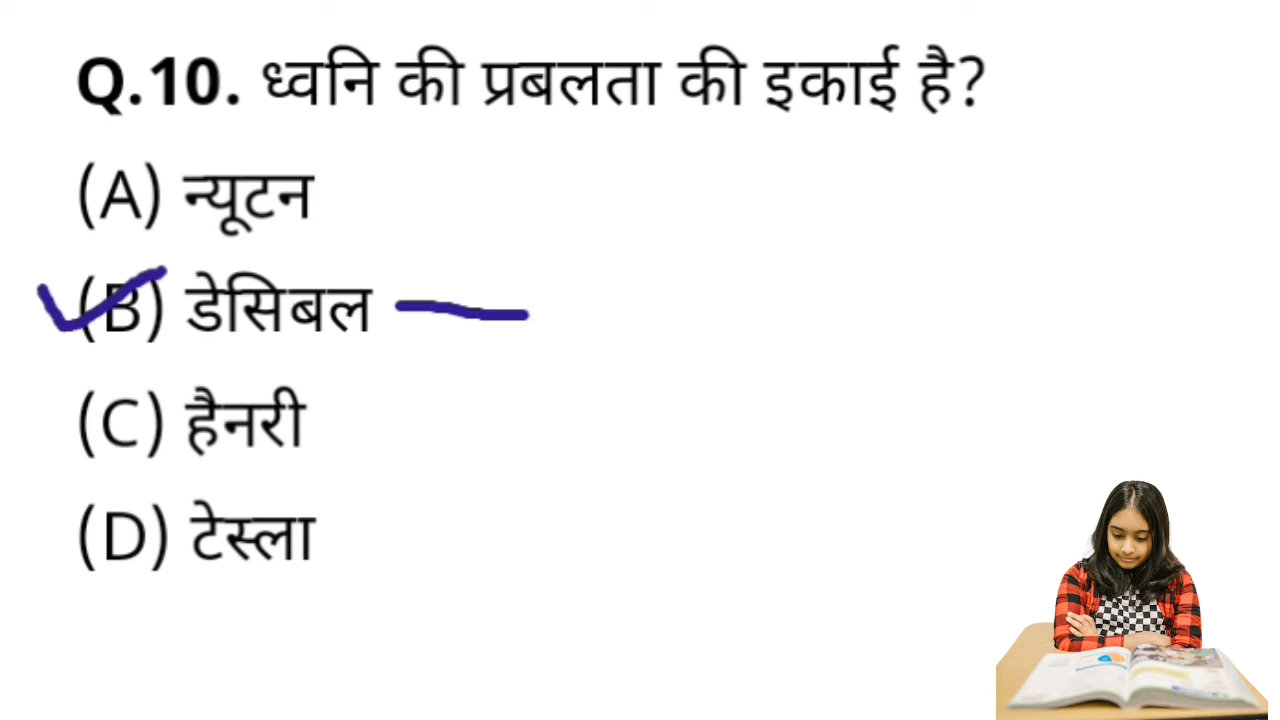 Q.10. ध्वनि की प्रबलता की इकाई है?
(A) न्यूटन
(B) डेसिबल
(C) हैनरी
(D) टेस्ला